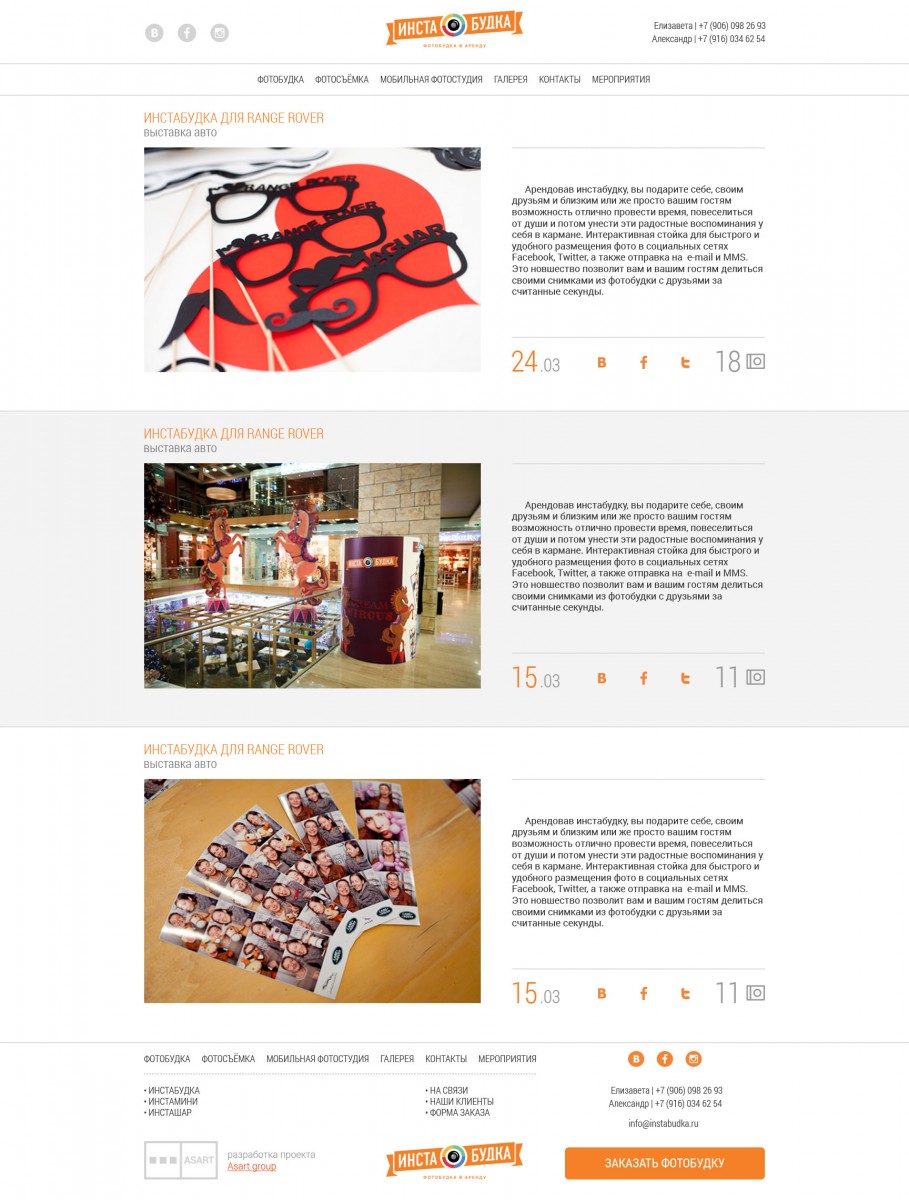 ИНСТА БУДКА
ФОТОБУДКА В АРЕНДУ
Елизавета | +7 (906) 098 26 93
Александр | +7 (916) 034 62 54
ФОТОБУДКА ФОТОСЪЁМКА МОБИЛЬНАЯ ФОТОСТУДИЯ ГАЛЕРЕЯ КОНТАКТЫ МЕРОПРИЯТИЯ
ИНСТАБУДКА ДЛЯ RANGE ROVER
выставка авто
RANGE ROVER
RANGE ROVER
JAGUAR
Арендовав инстабудку, вы подарите себе, своим
друзьям и близким или же просто вашим гостям
возможность отлично провести время, повеселиться
от души и потом унести эти радостные воспоминания у
себя в кармане. Интерактивная стойка для быстрого и
удобного размещения фото в социальных сетях
Facebook, Twitter, а также отправка на e-mail и MMS.
Это новшество позволит вам и вашим гостям делиться
своими снимками из фотобудки с друзьями за
считанные секунды.
24.03 18
ИНСТАБУДКА ДЛЯ RANGE ROVER
выставка авто
ИНСТА БУДКА
DREAM
CIRCUS
Арендовав инстабудку, вы подарите себе, своим
друзьям и близким или же просто вашим гостям
возможность отлично провести время, повеселиться
от души и потом унести эти радостные воспоминания у
себя в кармане. Интерактивная стойка для быстрого и
удобного размещения фото в социальных сетях
Facebook, Twitter, а также отправка на e-mail и MMS.
Это новшество позволит вам и вашим гостям делиться
своими снимками из фотобудки с друзьями за
считанные секунды.
15.03 11
ИНСТАБУДКА ДЛЯ RANGE ROVER
выставка авто
Арендовав инстабудку, вы подарите себе, своим
друзьям и близким или же просто вашим гостям
возможность отлично провести время, повеселиться
от души и потом унести эти радостные воспоминания у
себя в кармане. Интерактивная стойка для быстрого и
удобного размещения фото в социальных сетях
Facebook, Twitter, а также отправка на e-mail и MMS.
Это новшество позволит вам и вашим гостям делиться
своими снимками из фотобудки с друзьями за
считанные секунды.
15.03 11
ФОТОБУДКА ФОТОСЪЁМКА МОБИЛЬНАЯ ФОТОСТУДИЯ ГАЛЕРЕЯ КОНТАКТЫ МЕРОПРИЯТИЯ
• ИНСТАБУДКА
• ИНСТАМИНИ
• ИНСТАШАР
• НА СВЯЗИ
• НАШИ КЛИЕНТЫ
• ФОРМА ЗАКАЗА
Елизавета | +7 (906) 098 26 93
Александр | +7 (916) 034 62 54
info@instabudka.ru
ASART
разработка проекта
Asart group
ИНСТА БУДКА
ФОТОБУДКА В АРЕНДУ
ЗАКАЗАТЬ ФОТОБУДКУ